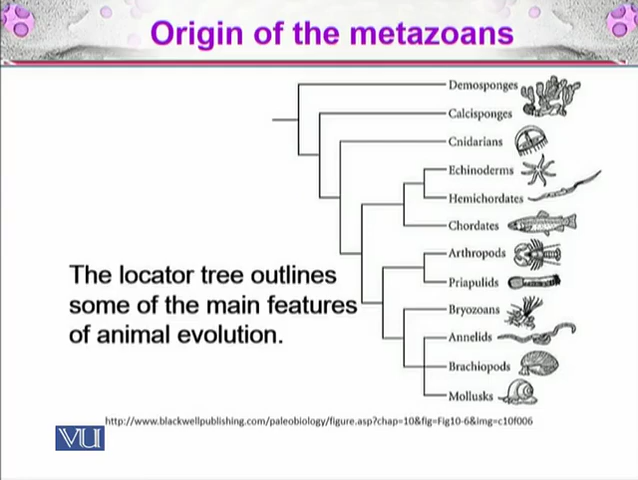 Origin of the metazoans
Demosponges
Calcisponges
Cnidarians
Echinoderms
Hemichordates
Chordates
Arthropods
Priapulids
Bryozoans
Annelids
Brachiopods
Mollusks
The locator tree outlines
some of the main features
of animal evolution.
http://www.blackwellpublishing.com/paleobiology/figure.asp?chap=10&fig=Fig10-6&img=c10f006
VU